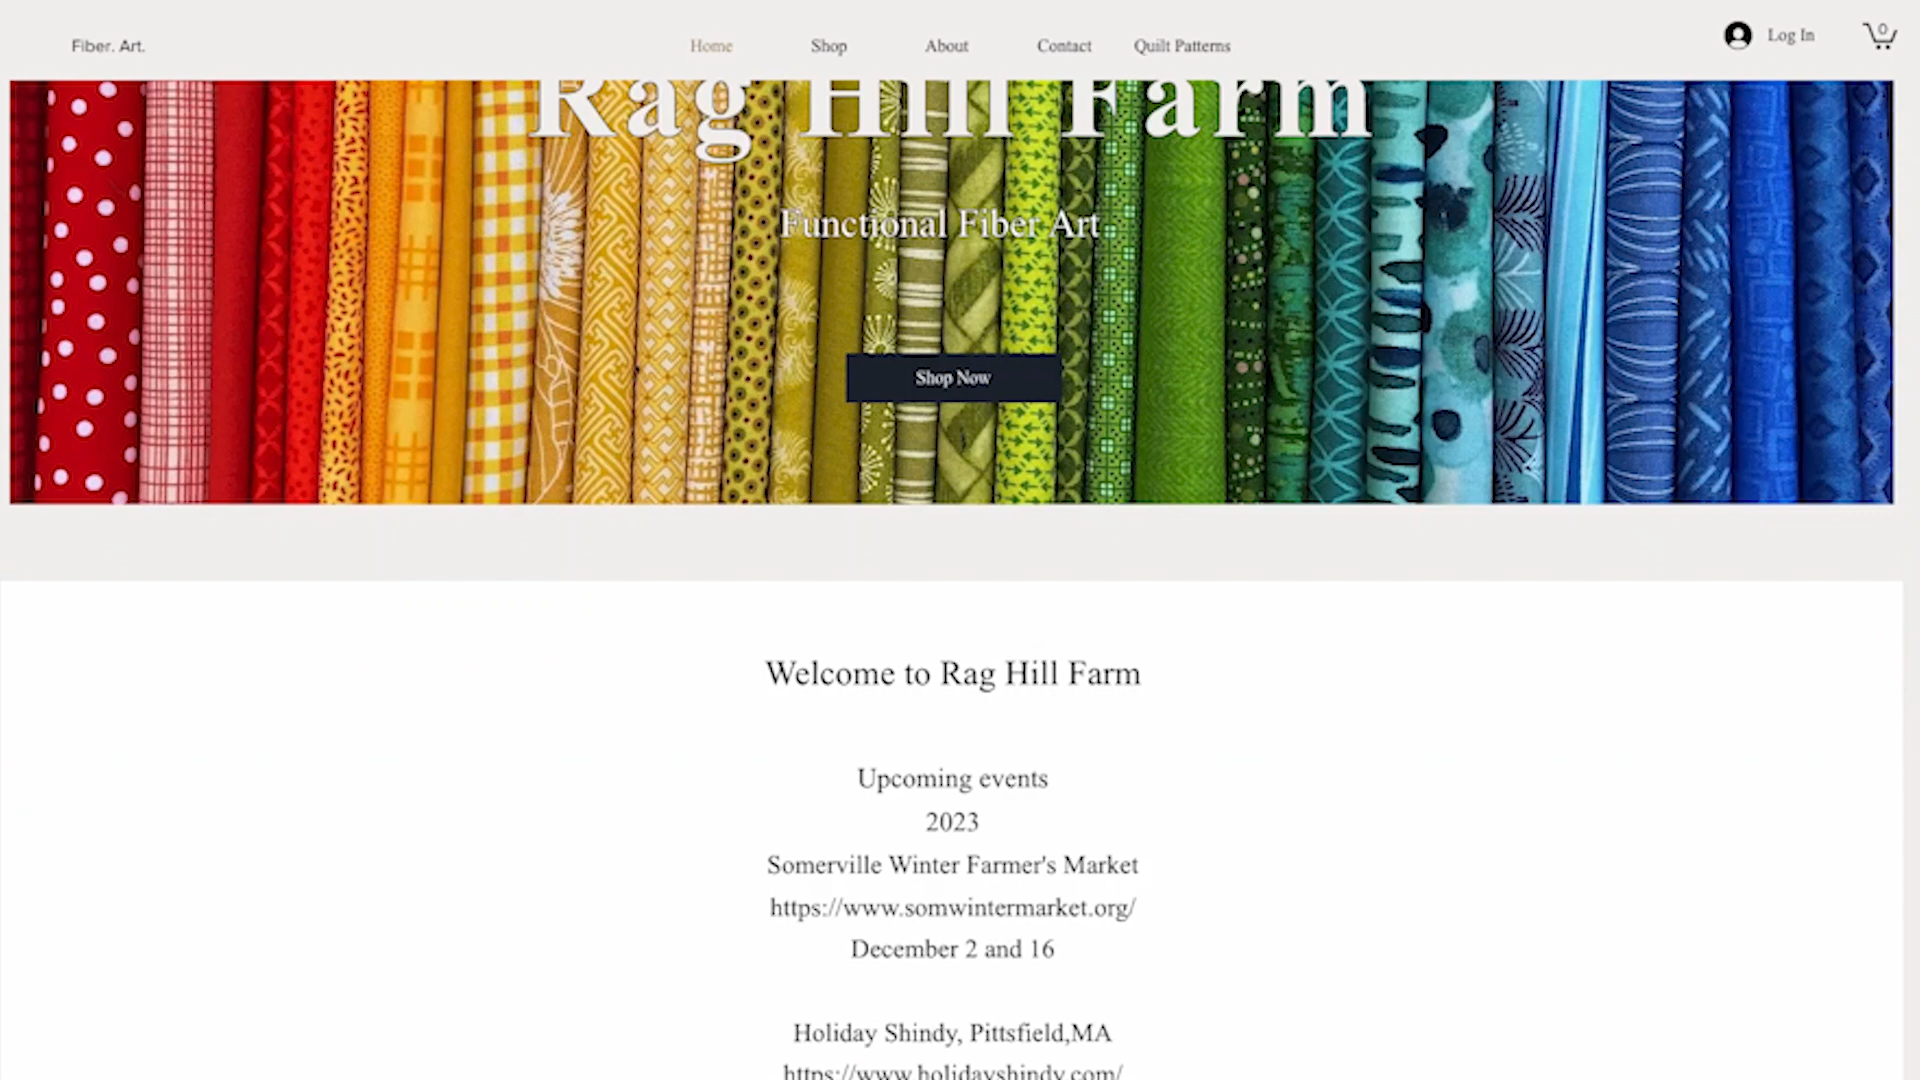 Fiber. Art.
Home Shop About Contact Quilt Patterns
Log In
0
Rag Hill Farm
Functional Fiber Art
Shop Now
Welcome to Rag Hill Farm
Upcoming events
2023
Somerville Winter Farmer's Market
https://www.somwintermarket.org/
December 2 and 16
Holiday Shindy, Pittsfield,MA
https://www.holidayshindy.com/